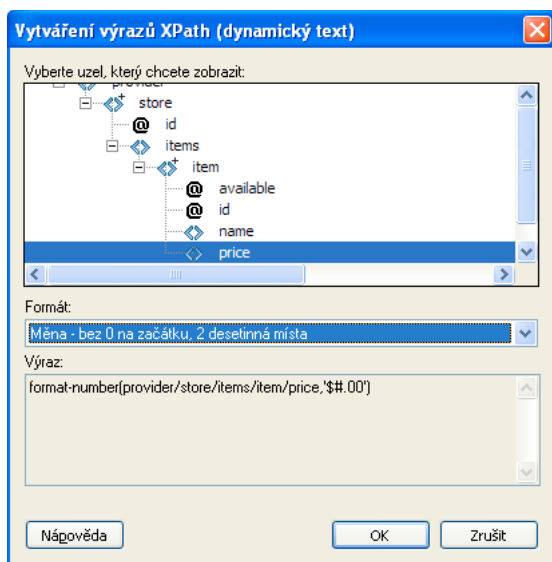 Vytváření výrazů XPath (dynamický text)
Vyberte uzel, který chcete zobrazit:
provider
store
@ id
items
item
@ available
@ id
name
price
Formát:
Měna - bez 0 na začátku, 2 desetinná místa
Výraz:
format-number(provider/store/items/item/price,'$#.00')
Nápověda
OK
Zrušit